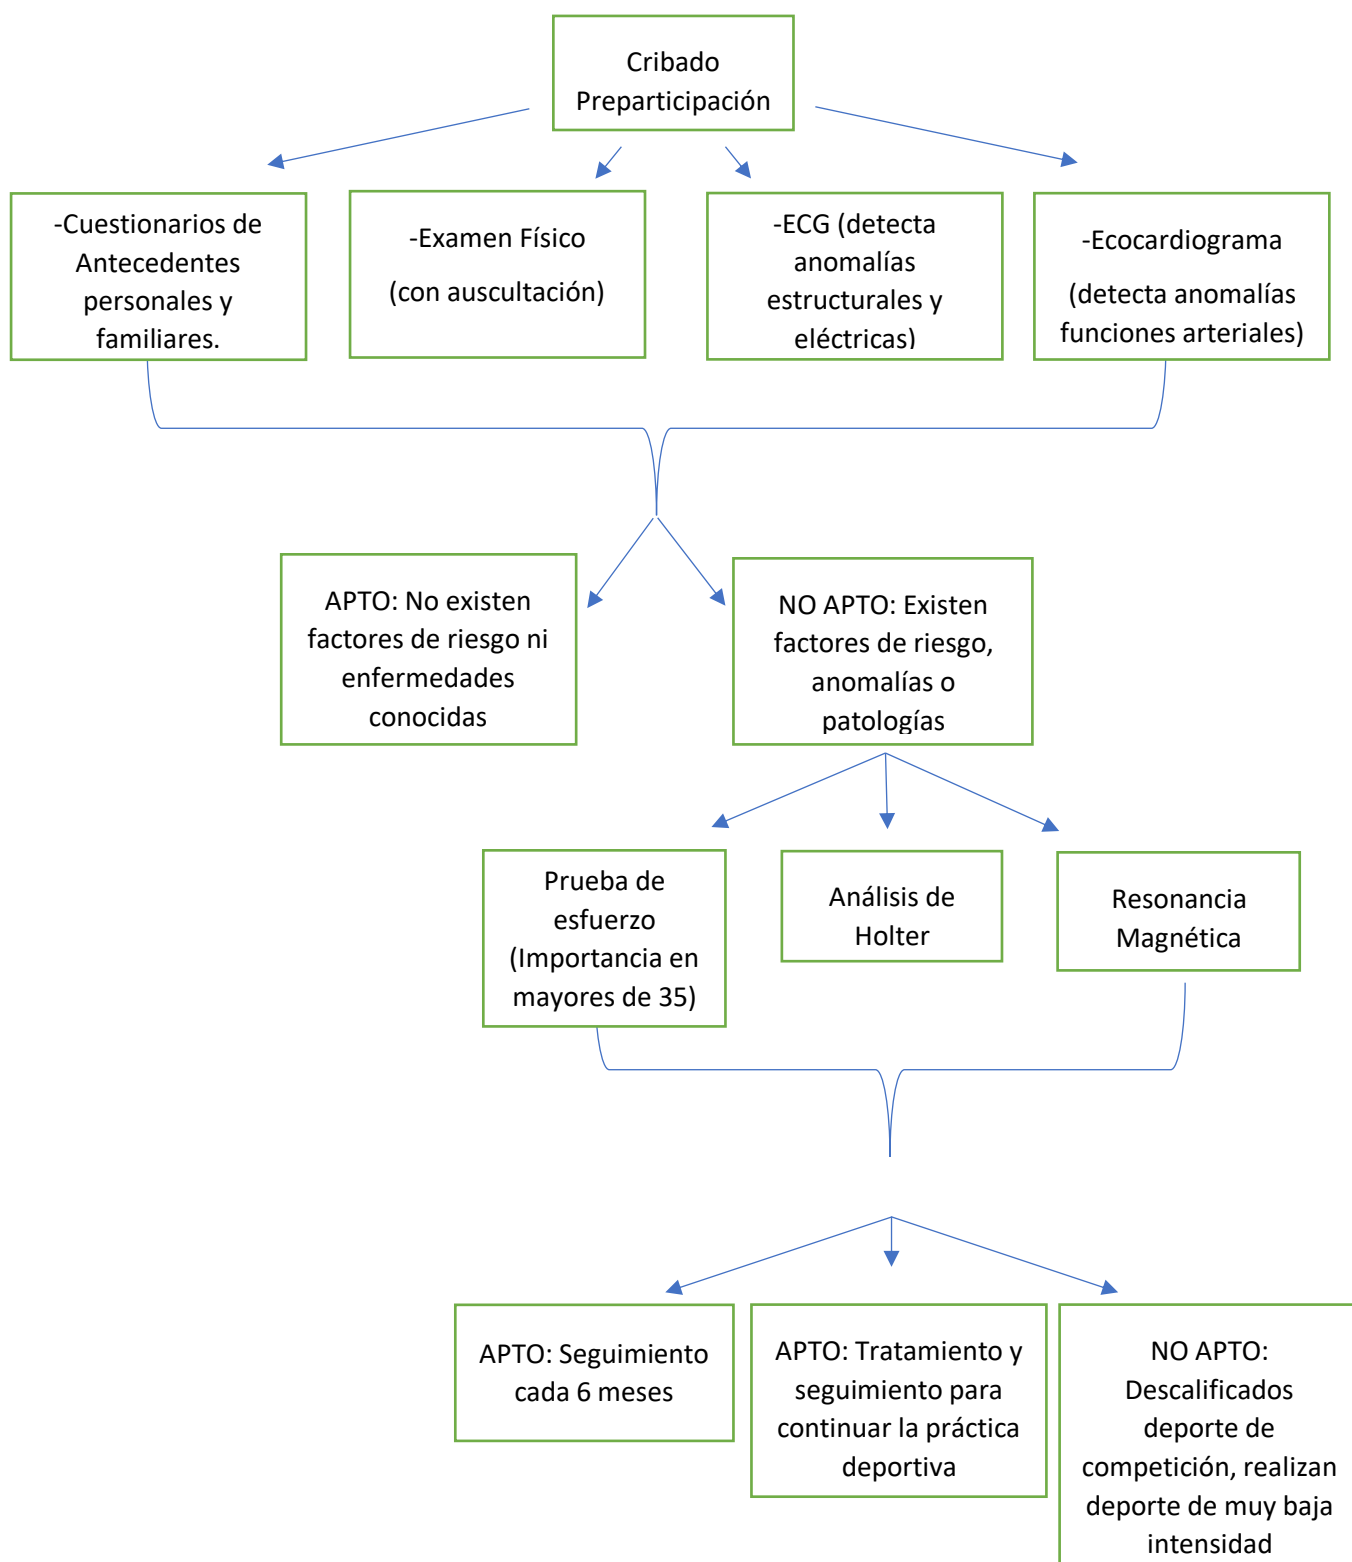 Cribado
Preparticipación
-Cuestionarios de
Antecedentes
personales y
familiares.
-Examen Físico
(con auscultación)
-ECG (detecta
anomalías
estructurales y
eléctricas)
-Ecocardiograma
(detecta anomalías
funciones arteriales)
APTO: No existen
factores de riesgo ni
enfermedades
conocidas
NO APTO: Existen
factores de riesgo,
anomalías o
patologías
Prueba de
esfuerzo
(Importancia en
mayores de 35)
Análisis de
Holter
Resonancia
Magnética
APTO: Seguimiento
cada 6 meses
APTO: Tratamiento y
seguimiento para
continuar la práctica
deportiva
NO APTO:
Descalificados
deporte de
competición, realizan
deporte de muy baja
intensidad